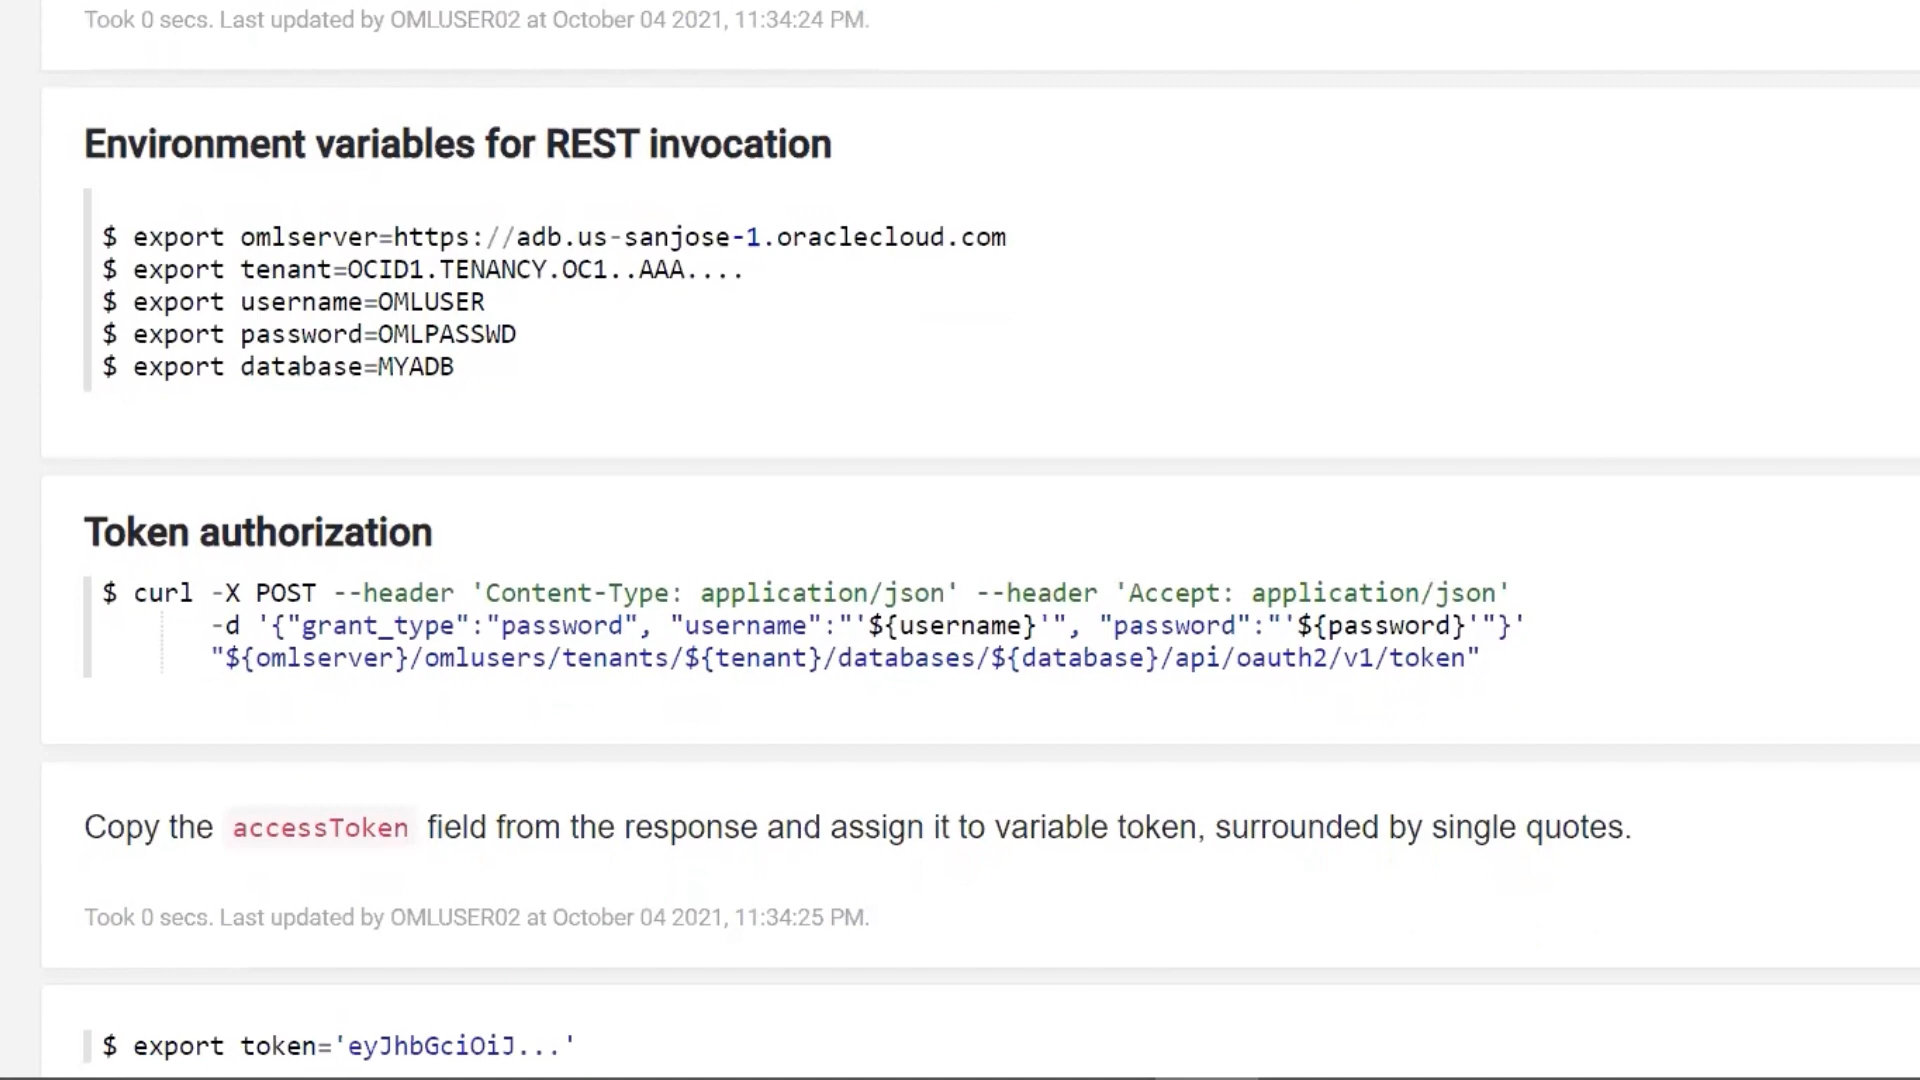 Took 0 secs. Last updated by OMLUSER02 at October 04 2021, 11:34:24 PM.
Environment variables for REST invocation
$ export omlserver=https://adb.us-sanjose-1.oraclecloud.com
$ export tenant=OCID1.TENANCY.OC1..AAA....
$ export username=OMLUSER
$ export password=OMLPASSWD
$ export database=MYADB
Token authorization
$ curl -X POST --header 'Content-Type: application/json' --header 'Accept: application/json'
-d '{"grant_type":"password", "username":"'${username}'", "password":"'${password}'"}'
"${omlserver}/omlusers/tenants/${tenant}/databases/${database}/api/oauth2/v1/token"
Copy the accessToken field from the response and assign it to variable token, surrounded by single quotes.
Took 0 secs. Last updated by OMLUSER02 at October 04 2021, 11:34:25 PM.
$ export token='eyJhbGciOiJ...'